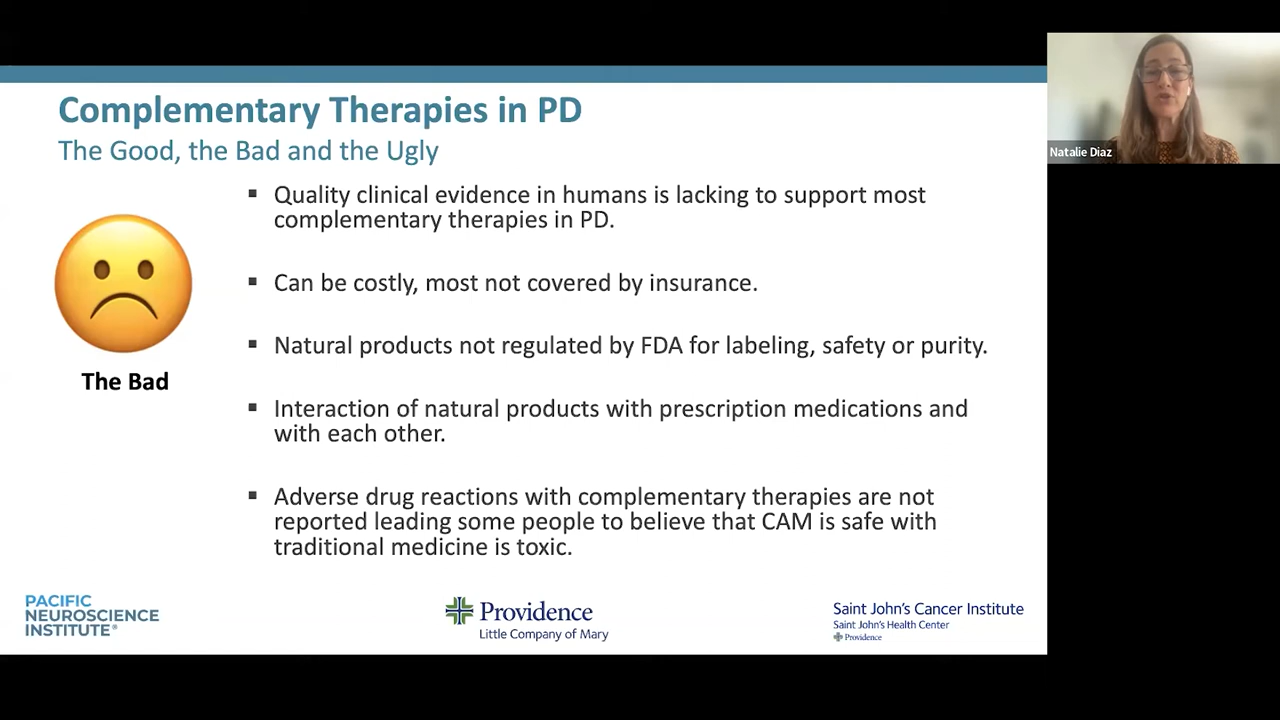 Complementary Therapies in PD
The Good, the Bad and the Ugly
▪ Quality clinical evidence in humans is lacking to support most
complementary therapies in PD.
▪ Can be costly, most not covered by insurance.
▪ Natural products not regulated by FDA for labeling, safety or purity.
▪ Interaction of natural products with prescription medications and
with each other.
▪ Adverse drug reactions with complementary therapies are not
reported leading some people to believe that CAM is safe with
traditional medicine is toxic.
The Bad
Natalie Diaz
PACIFIC
NEUROSCIENCE
INSTITUTE®
Providence
Little Company of Mary
Saint John's Cancer Institute
Saint John's Health Center
Providence